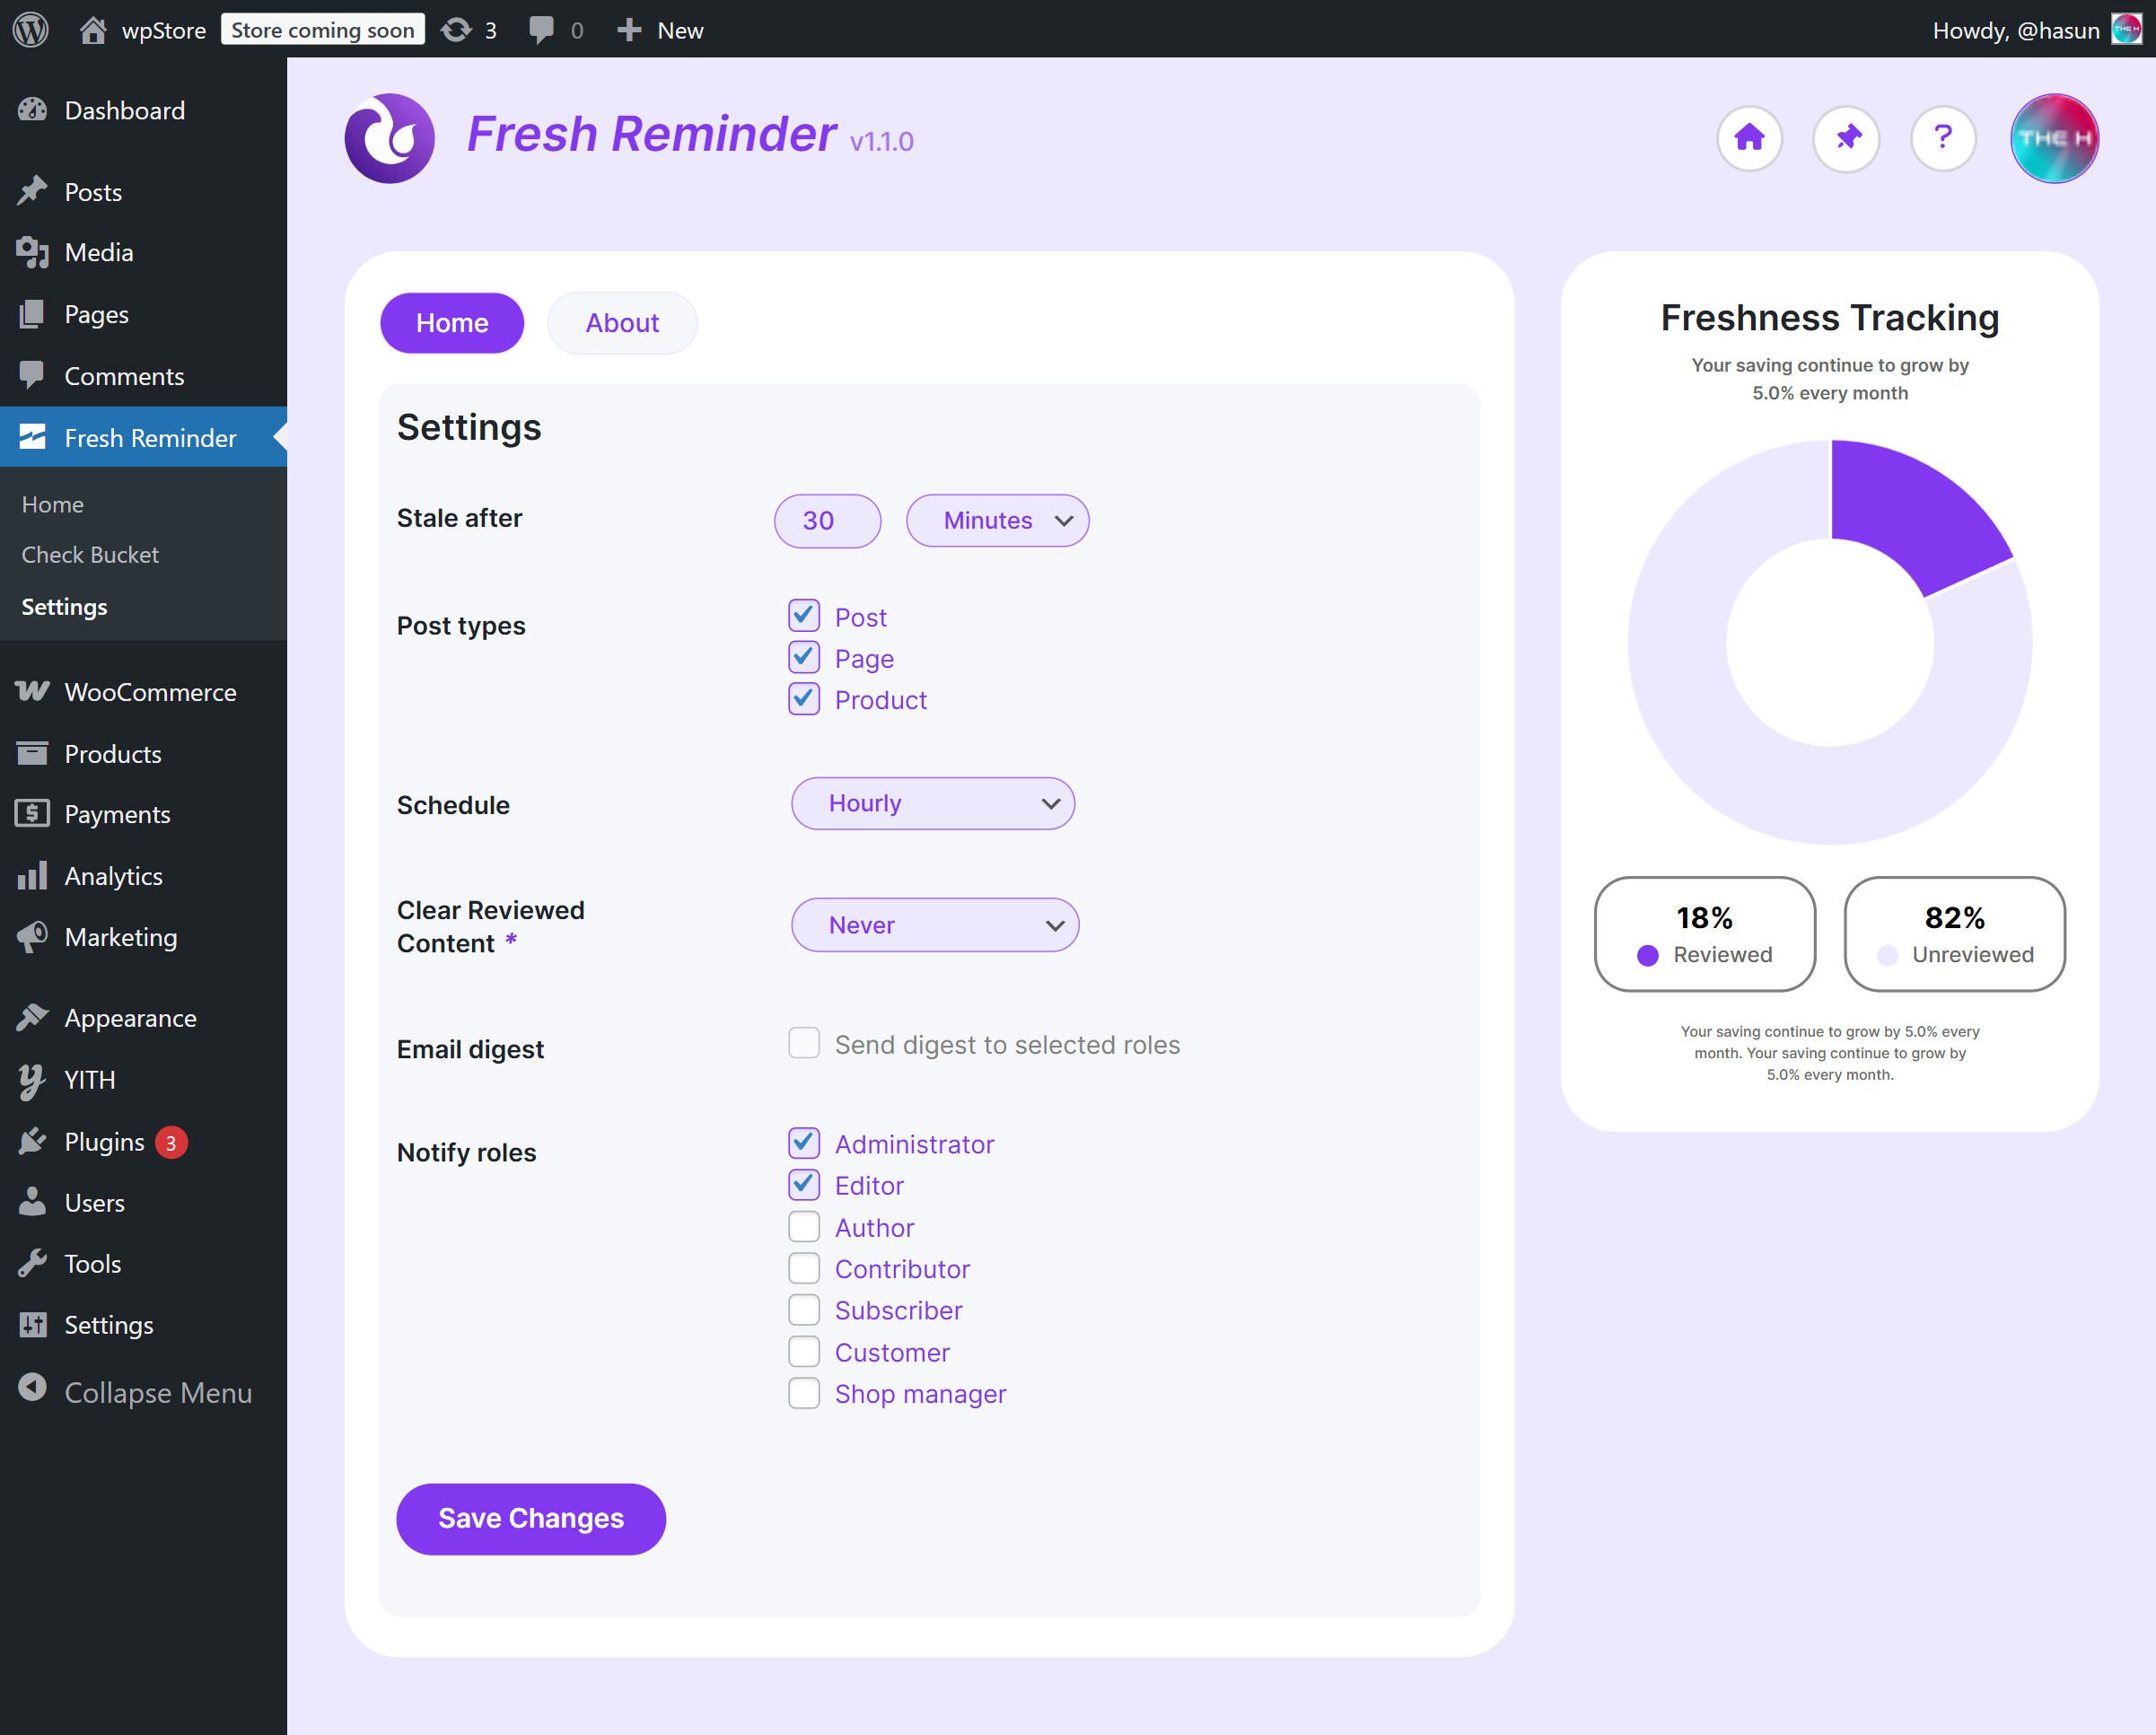 wpStore
Store coming soon
3
0
New
Howdy, @hasun
THE H
Dashboard
Posts
Media
Pages
Comments
Fresh Reminder
Home
Check Bucket
Settings
WooCommerce
Products
Payments
Analytics
Marketing
Appearance
YITH
Plugins 3
Users
Tools
Settings
Collapse Menu
Fresh Reminder v1.1.0
?
THE H
Home
About
Settings
Stale after
30
Minutes
Post types
Post
Page
Product
Schedule
Hourly
Clear Reviewed
Content *
Never
Email digest
Send digest to selected roles
Notify roles
Administrator
Editor
Author
Contributor
Subscriber
Customer
Shop manager
Save Changes
Freshness Tracking
Your saving continue to grow by
5.0% every month
18%
Reviewed
82%
Unreviewed
Your saving continue to grow by 5.0% every
month. Your saving continue to grow by
5.0% every month.